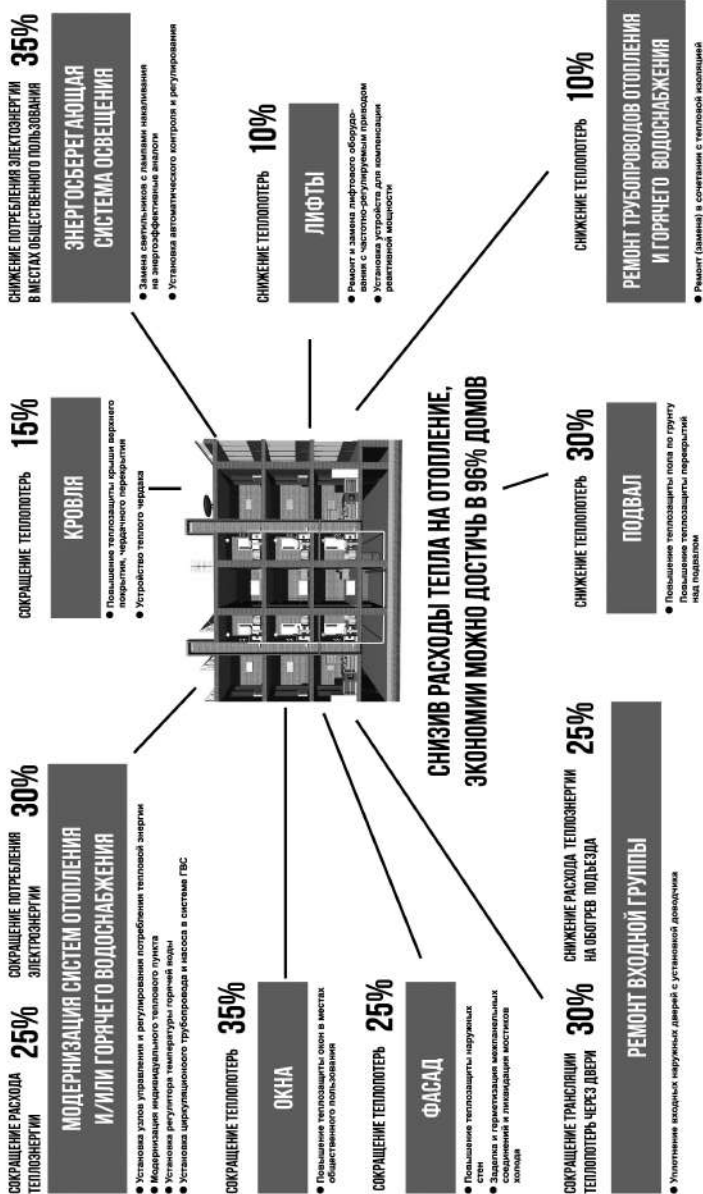 СОКРАЩЕНИЕ РАСХОДА
ТЕПЛОЭНЕРГИИ
25%
СОКРАЩЕНИЕ ПОТРЕБЛЕНИЯ
ЭЛЕКТРОЭНЕРГИИ
30%
МОДЕРНИЗАЦИЯ СИСТЕМ ОТОПЛЕНИЯ
И/ИЛИ ГОРЯЧЕГО ВОДОСНАБЖЕНИЯ
● Установка узлов управления и регулирования потребления тепловой энергии
● Модернизация индивидуального теплового пункта
● Установка регулятора температуры горячей воды
● Установка циркуляционного трубопровода и насоса в системе ГВС
СОКРАЩЕНИЕ ТЕПЛОПОТЕРЬ 15%
КРОВЛЯ
● Повышение теплозащиты крыши верхнего
покрытия, чердачного перекрытия
● Устройство теплого чердака
СНИЖЕНИЕ ПОТРЕБЛЕНИЯ ЭЛЕКТОЭНЕРГИИ
В МЕСТАХ ОБЩЕСТВЕННОГО ПОЛЬЗОВАНИЯ
35%
ЭНЕРГОСБЕРЕГАЮЩАЯ
СИСТЕМА ОСВЕЩЕНИЯ
● Замена светильников с лампами накаливания
на энергоэффективные аналоги
● Установка автоматического контроля и регулирования
СОКРАЩЕНИЕ ТЕПЛОПОТЕРЬ 35%
ОКНА
● Повышение теплозащиты окон в местах
общественного пользования
СНИЖЕНИЕ ТЕПЛОПОТЕРЬ 10%
ЛИФТЫ
● Ремонт и замена лифтового оборудо-
вания с частотно-регулируемым приводом
● Установка устройств для компенсации
реактивной мощности
СОКРАЩЕНИЕ ТЕПЛОПОТЕРЬ 25%
ФАСАД
● Повышение теплозащиты наружных
стен
● Заделка и герметизация межпанельных
соединений и ликвидация мостиков
холода
СНИЗИВ РАСХОДЫ ТЕПЛА НА ОТОПЛЕНИЕ,
ЭКОНОМИИ МОЖНО ДОСТИЧЬ В 96% ДОМОВ
СОКРАЩЕНИЕ ТРАНСЛЯЦИИ
ТЕПЛОПОТЕРЬ ЧЕРЕЗ ДВЕРИ
30%
СНИЖЕНИЕ РАСХОДА ТЕПЛОЭНЕРГИИ
НА ОБОГРЕВ ПОДЪЕЗДА
25%
РЕМОНТ ВХОДНОЙ ГРУППЫ
● Уплотнение входных наружных дверей с установкой доводчика
СНИЖЕНИЕ ТЕПЛОПОТЕРЬ 30%
ПОДВАЛ
● Повышение теплозащиты пола по грунту
Повышение теплозащиты перекрытий
над подвалом
СНИЖЕНИЕ ТЕПЛОПОТЕРЬ 10%
РЕМОНТ ТРУБОПРОВОДОВ ОТОПЛЕНИЯ
И ГОРЯЧЕГО ВОДОСНАБЖЕНИЯ
● Ремонт (замена) в сочетании с тепловой изоляцией